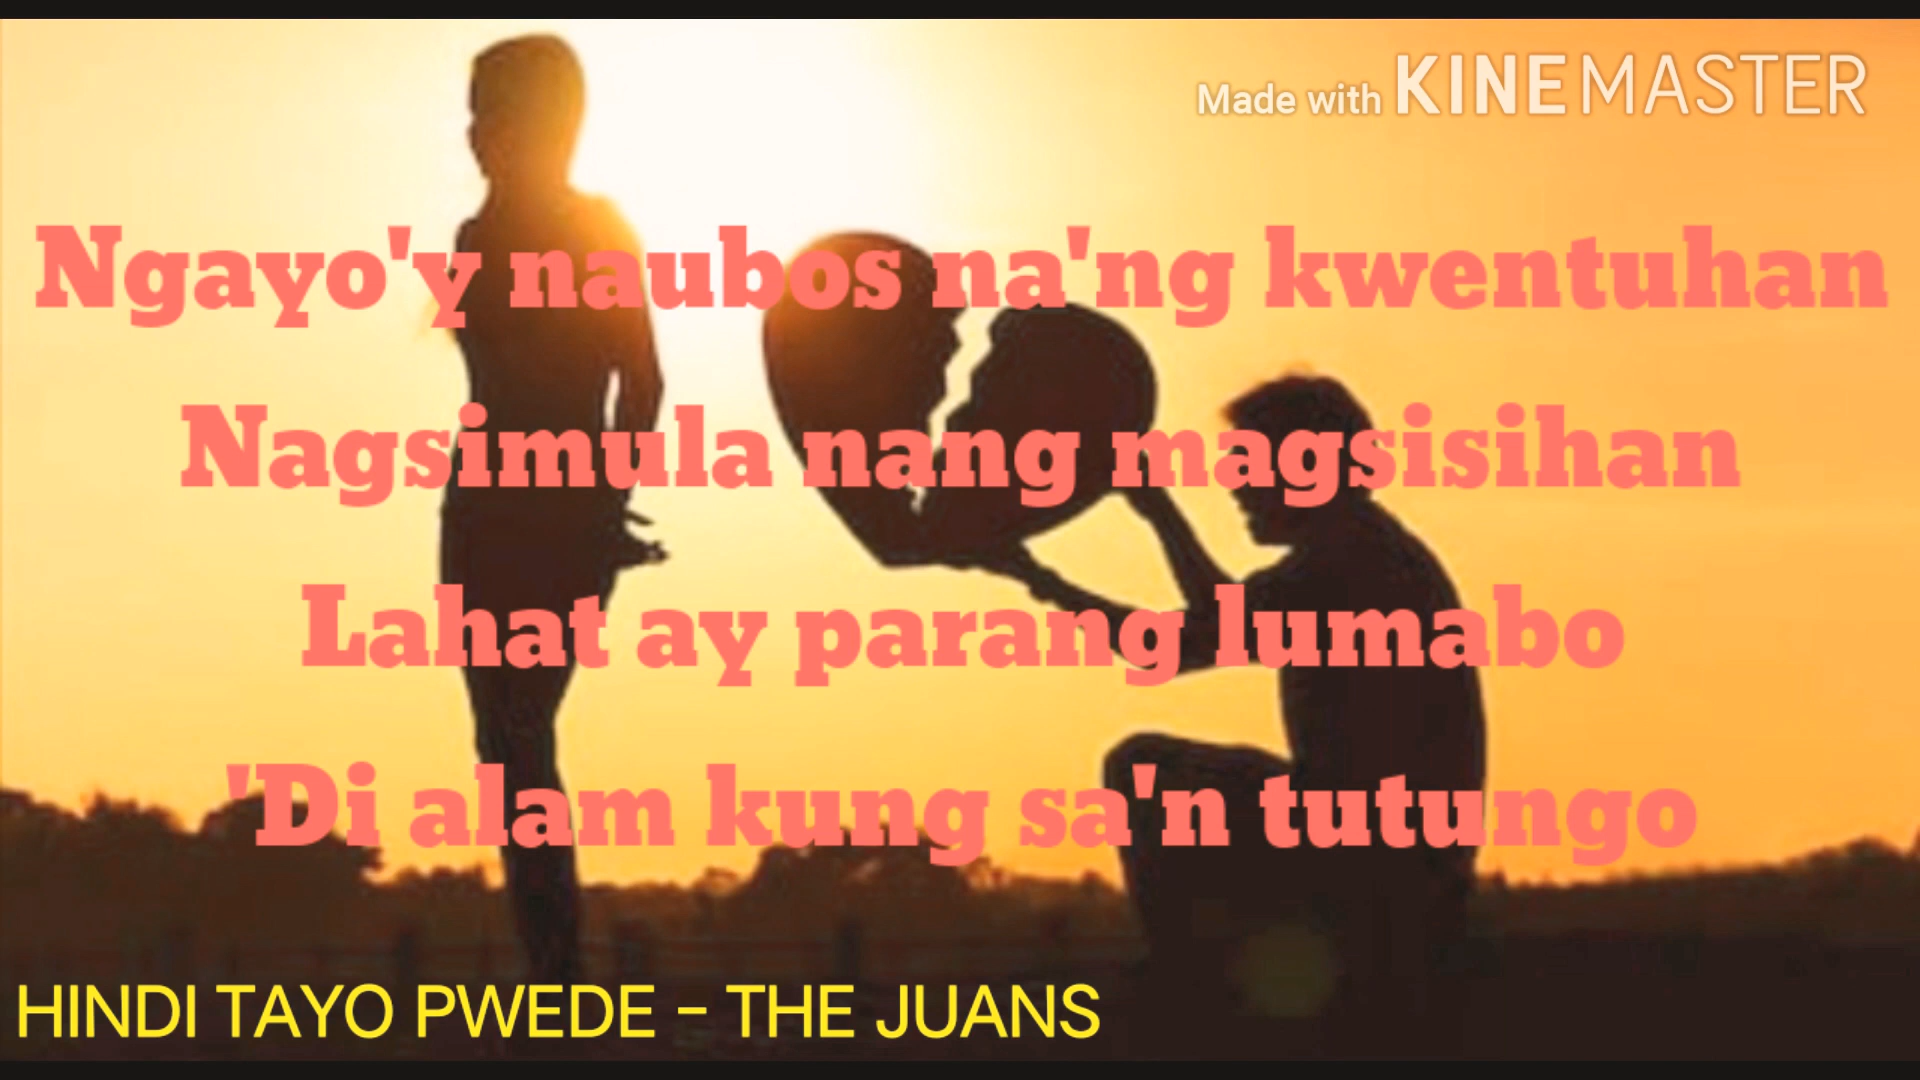 Made with KINEMASTER
Ngayo'y naubos na'ng kwentuhan
Nagsimula nang magsisihan
Lahat ay parang lumabo
'Di alam kung sa'n tutungo
HINDI TAYO PWEDE - THE JUANS